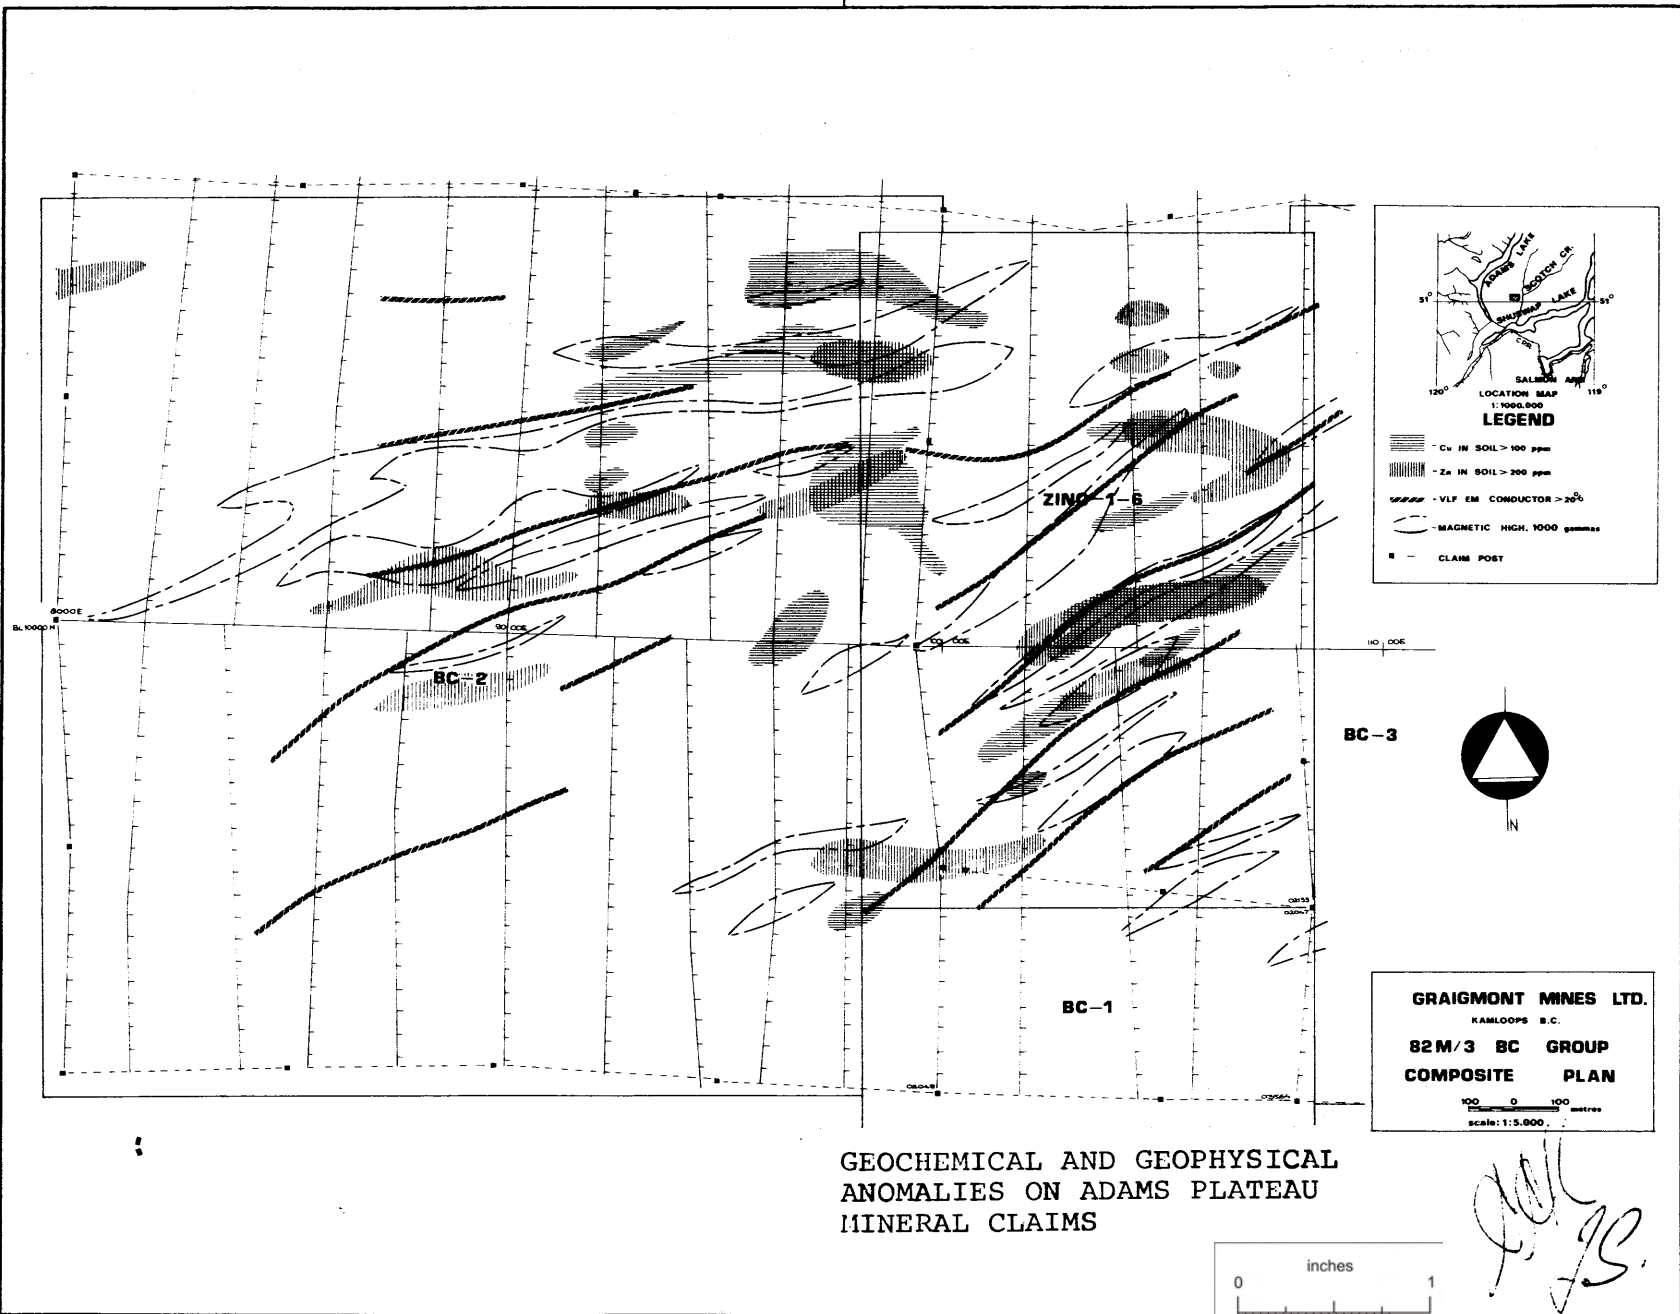 ADAMS LAKE
SCOTCH CR.
SHUSWAP LAKE
51°
51°
C.P.R.
SALMON ARM
120°
119°
LOCATION MAP
1:1000.000
LEGEND
- Cu IN SOIL > 100 ppm
- Zn IN SOIL > 200 ppm
- VLF EM CONDUCTOR > 20%
- MAGNETIC HIGH. 1000 gammas
- CLAIM POST
ZINC-1-6
8000E
BL 10000 N
90 00E
100 00E
110 00E
BC-2
BC-3
BC-1
N
GRAIGMONT MINES LTD.
KAMLOOPS B.C.
82M/3 BC GROUP
COMPOSITE PLAN
100 0 100 metres
scale: 1:5.000.
GEOCHEMICAL AND GEOPHYSICAL
ANOMALIES ON ADAMS PLATEAU
MINERAL CLAIMS
inches
0 1